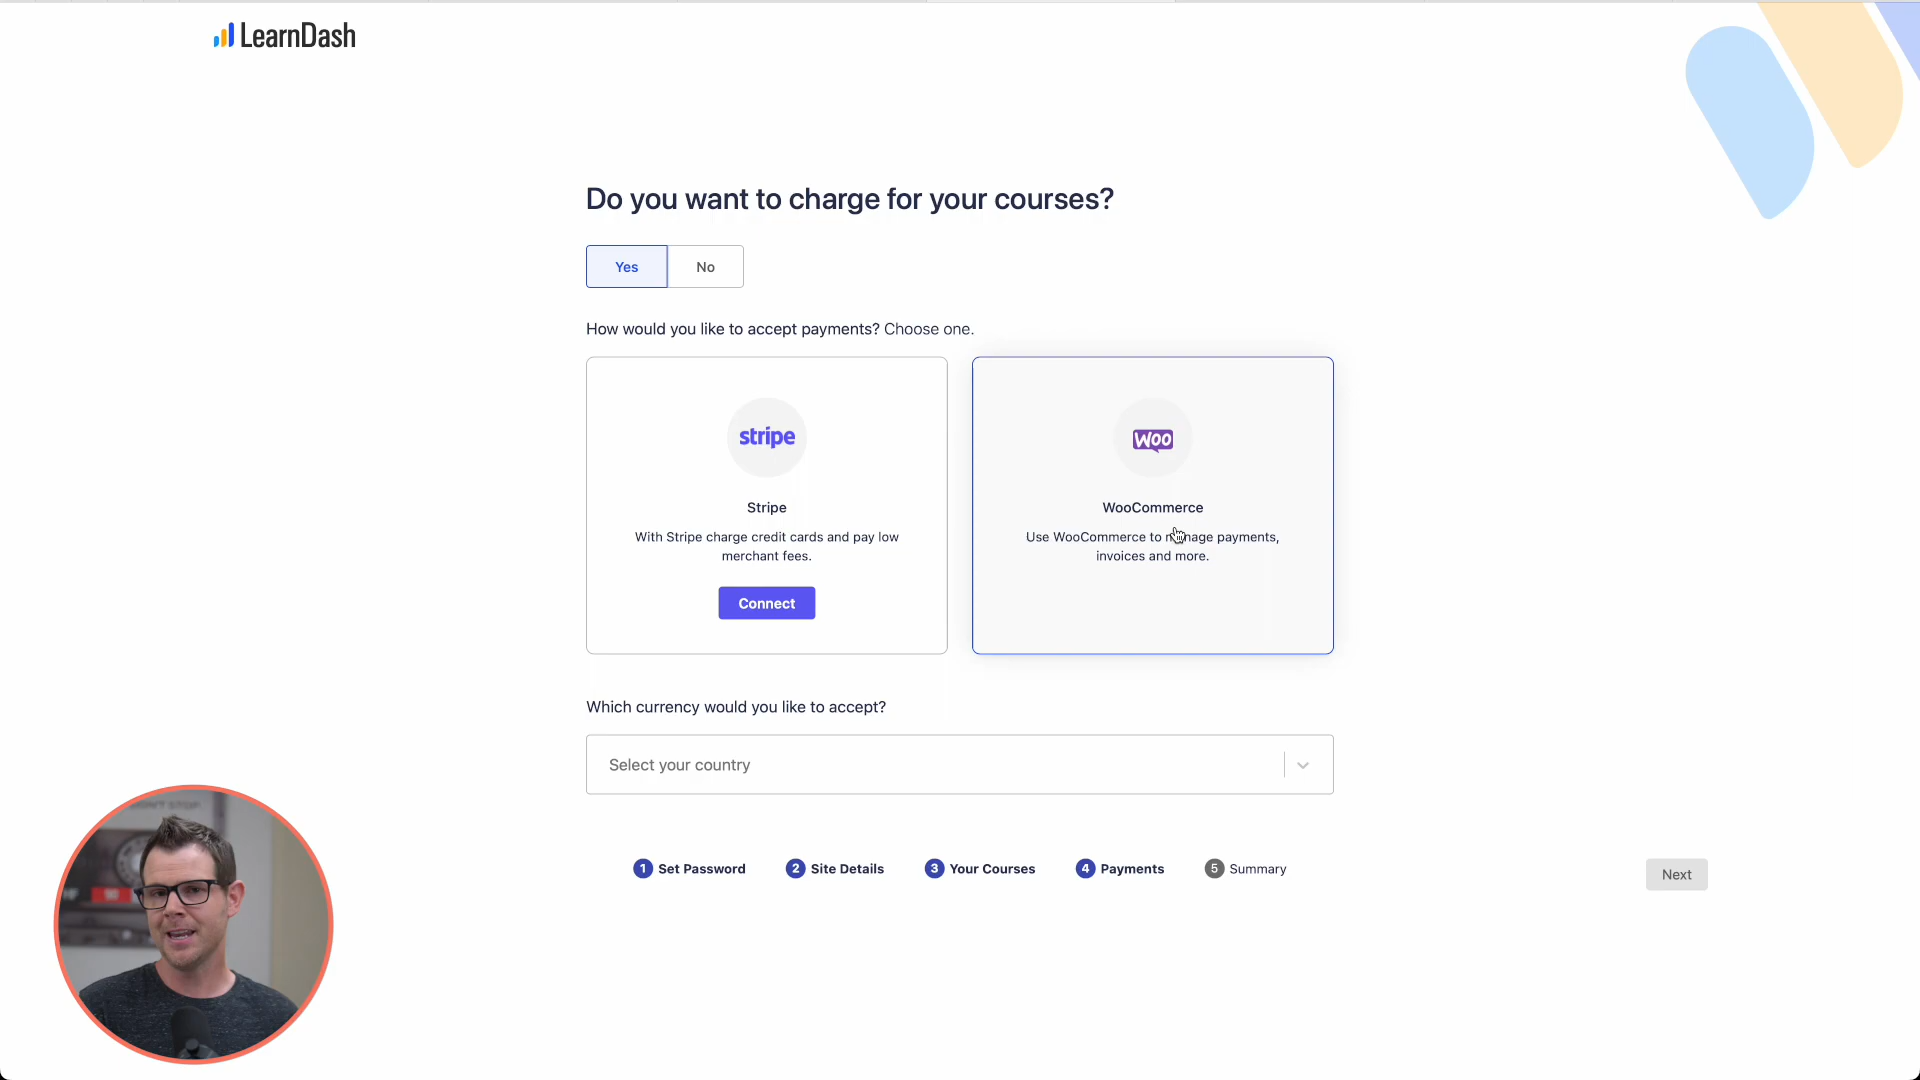 LearnDash
Do you want to charge for your courses?
Yes
No
How would you like to accept payments? Choose one.
stripe
Stripe
With Stripe charge credit cards and pay low
merchant fees.
Connect
Woo
WooCommerce
Use WooCommerce to manage payments,
invoices and more.
Which currency would you like to accept?
Select your country
1 Set Password
2 Site Details
3 Your Courses
4 Payments
5 Summary
Next